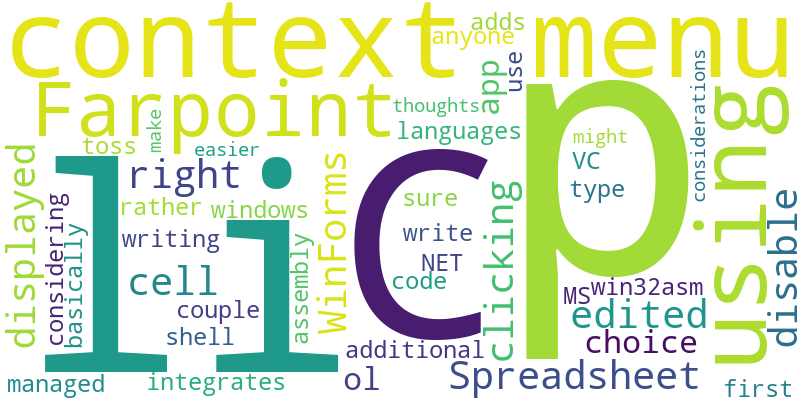 context menu
adds
anyone
Farpoint
app
use
thoughts
make
languages
considerations
might
toss
easier
li
c
p
using
displayed
right
VC
type
sure
rather
windows
WinForms
considering
basically
writing
write
assembly
clicking
disable
NET
cell
code
couple
MS
win32asm
edited
shell
choice
additional
ol
Spreadsheet
managed
integrates
first